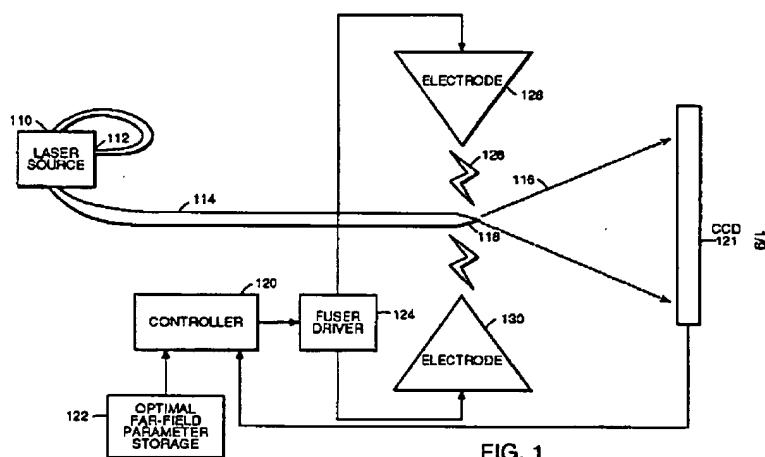 ELECTRODE
128
110
112
LASER
SOURCE
126
116
114
118
CCD
121
1/9
120
CONTROLLER
FUSER
DRIVER
124
130
ELECTRODE
122
OPTIMAL
FAR-FIELD
PARAMETER
STORAGE
FIG. 1